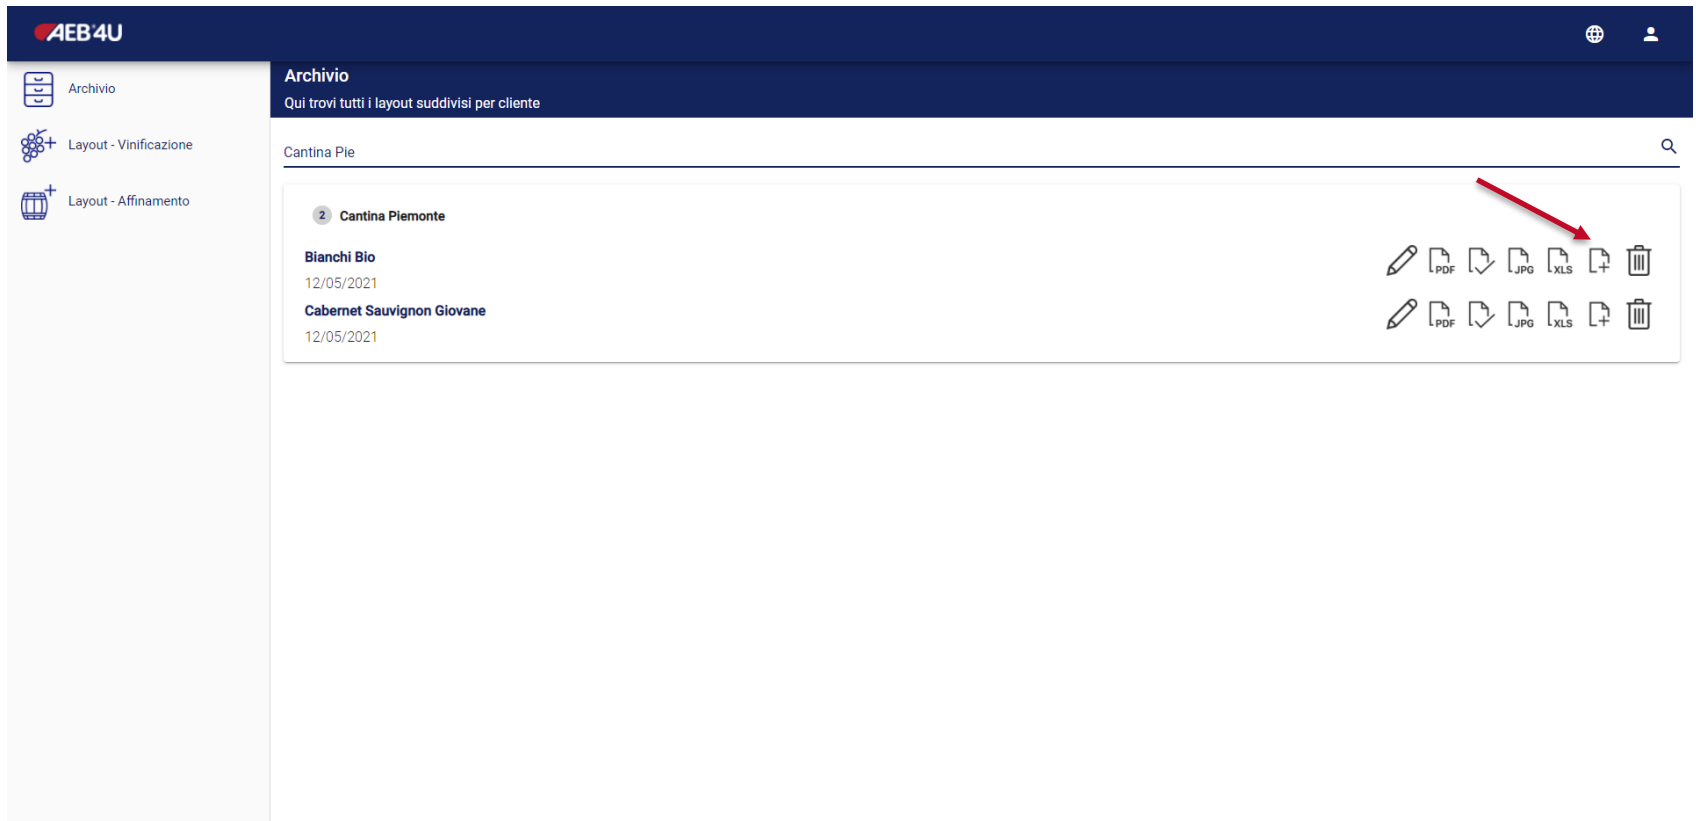 AEB4U
Archivio
Layout - Vinificazione
Layout - Affinamento
Archivio
Qui trovi tutti i layout suddivisi per cliente
Cantina Pie
2 Cantina Piemonte
Bianchi Bio
PDF JPG XLS
12/05/2021
Cabernet Sauvignon Giovane
PDF JPG XLS
12/05/2021